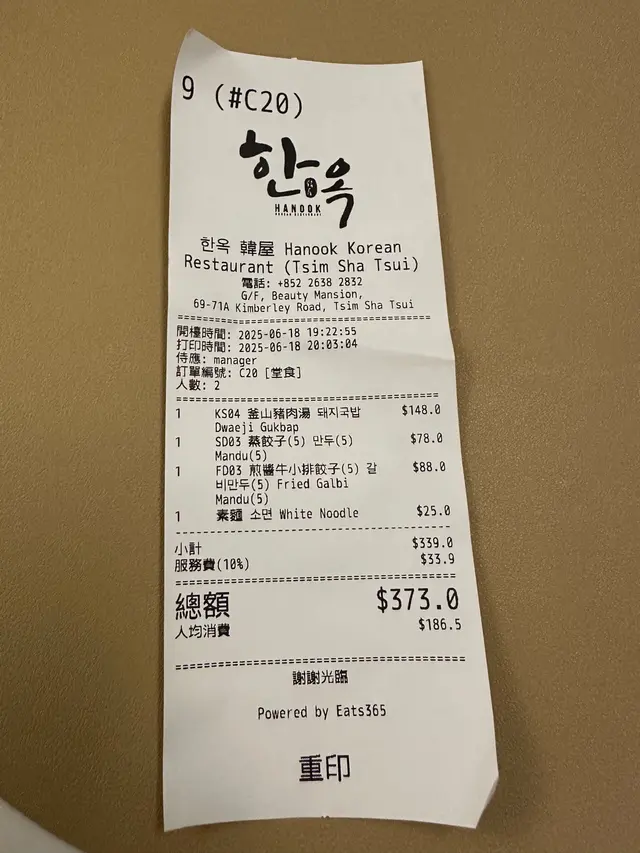 9 (#C20)
한옥
HANOOK
한옥 韓屋 Hanook Korean
Restaurant (Tsim Sha Tsui)
電話: +852 2638 2832
G/F, Beauty Mansion,
69-71A Kimberley Road, Tsim Sha Tsui
開檯時間: 2025-06-18 19:22:55
打印時間: 2025-06-18 20:03:04
侍應: manager
訂單編號: C20 [堂食]
人數: 2
1 KS04 釜山豬肉湯 돼지국밥 $148.0
Dwaeji Gukbap
1 SD03 蒸餃子(5) 만두(5) $78.0
Mandu(5)
1 FD03 煎醬牛小排餃子(5) 갈 $88.0
비만두(5) Fried Galbi
Mandu(5)
1 素麵 소면 White Noodle $25.0
小計 $339.0
服務費(10%) $33.9
總額 $373.0
人均消費 $186.5
謝謝光臨
Powered by Eats365
重印